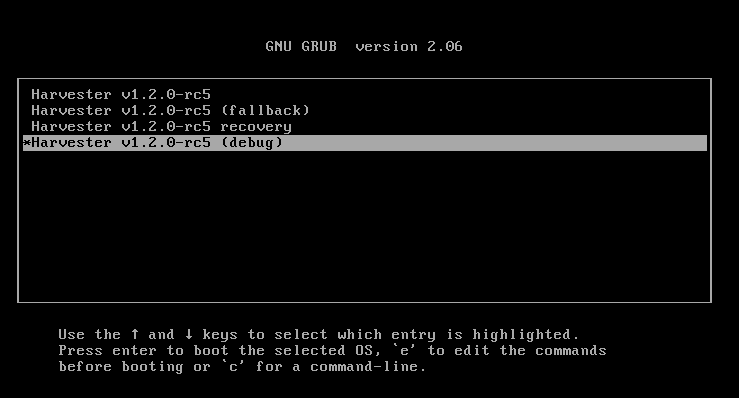 GNU GRUB  version 2.06
Harvester v1.2.0-rc5
Harvester v1.2.0-rc5 (fallback)
Harvester v1.2.0-rc5 recovery
*Harvester v1.2.0-rc5 (debug)
Use the ↑ and ↓ keys to select which entry is highlighted.
Press enter to boot the selected OS, `e' to edit the commands
before booting or `c' for a command-line.